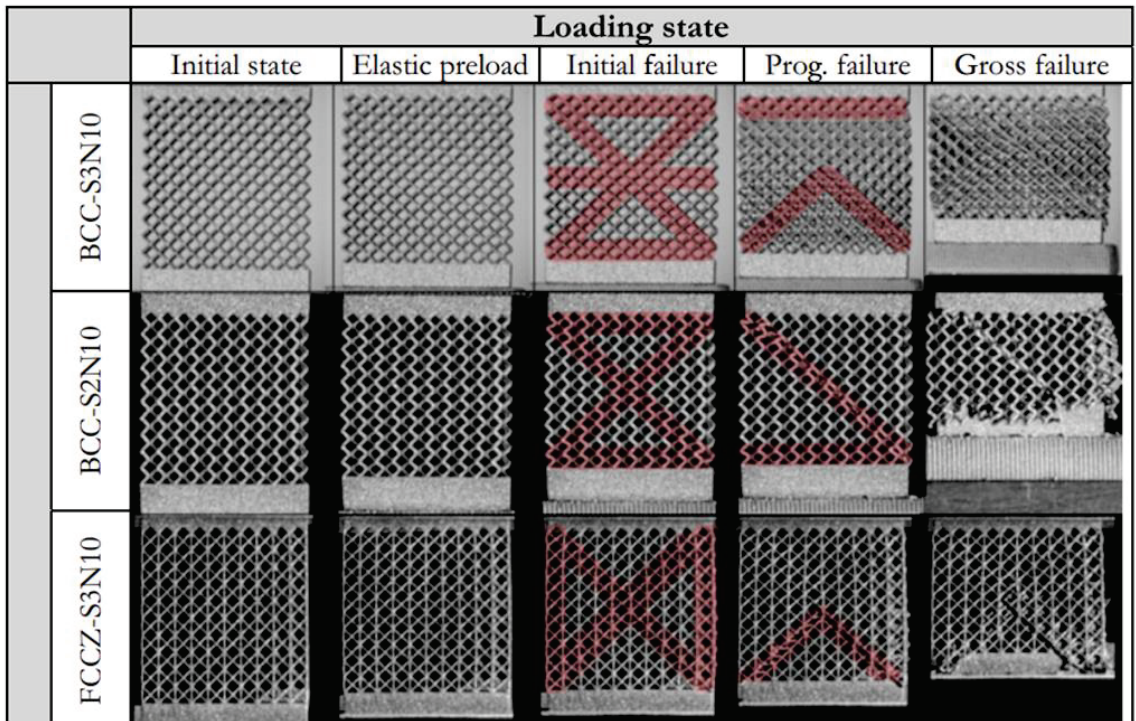 Loading state
Initial state Elastic preload Initial failure Prog. failure Gross failure
BCC-S3N10
BCC-S2N10
FCCZ-S3N10